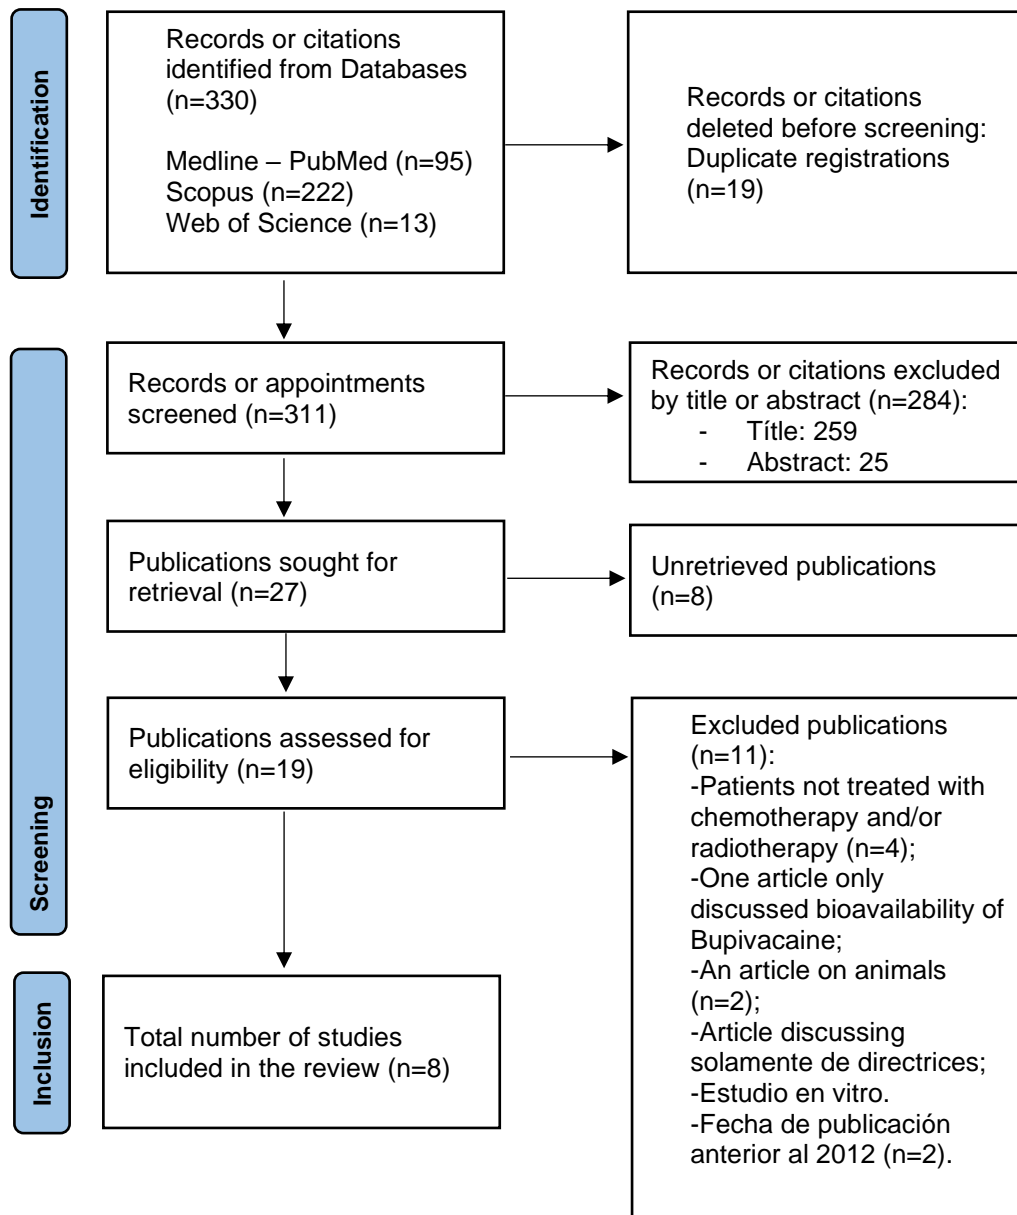 Identification
Records or citations
identified from Databases
(n=330)
Medline – PubMed (n=95)
Scopus (n=222)
Web of Science (n=13)
Records or citations
deleted before screening:
Duplicate registrations
(n=19)
Screening
Records or appointments
screened (n=311)
Records or citations excluded
by title or abstract (n=284):
- Títle: 259
- Abstract: 25
Publications sought for
retrieval (n=27)
Unretrieved publications
(n=8)
Publications assessed for
eligibility (n=19)
Excluded publications
(n=11):
-Patients not treated with
chemotherapy and/or
radiotherapy (n=4);
-One article only
discussed bioavailability of
Bupivacaine;
-An article on animals
(n=2);
-Article discussing
solamente de directrices;
-Estudio en vitro.
-Fecha de publicación
anterior al 2012 (n=2).
Inclusion
Total number of studies
included in the review (n=8)